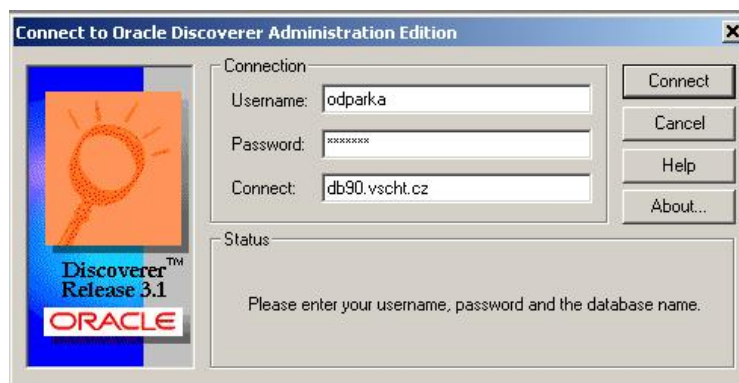 Connect to Oracle Discoverer Administration Edition
Connection
Username: odparka
Password: *******
Connect: db90.vscht.cz
Connect
Cancel
Help
About...
Discoverer™
Release 3.1
ORACLE
Status
Please enter your username, password and the database name.